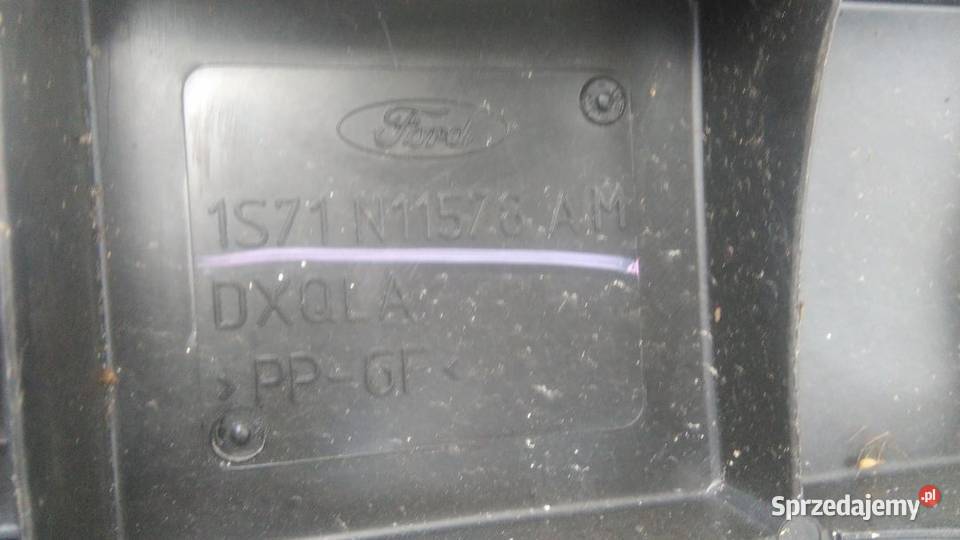 Ford
1S71 N11576 AM
DXQLA
>PP-GF<
Sprzedajemy.pl